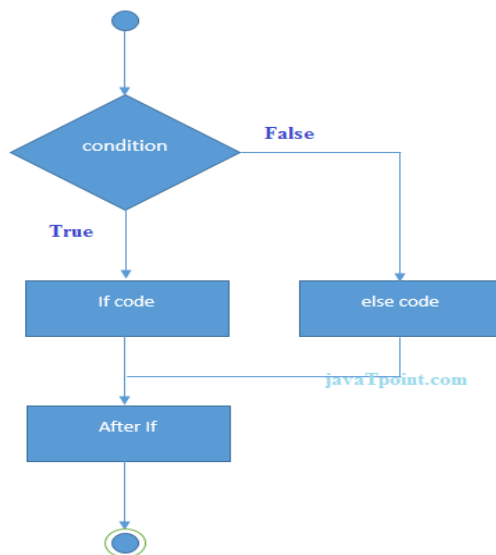 condition
False
True
If code
else code
javaTpoint.com
After If